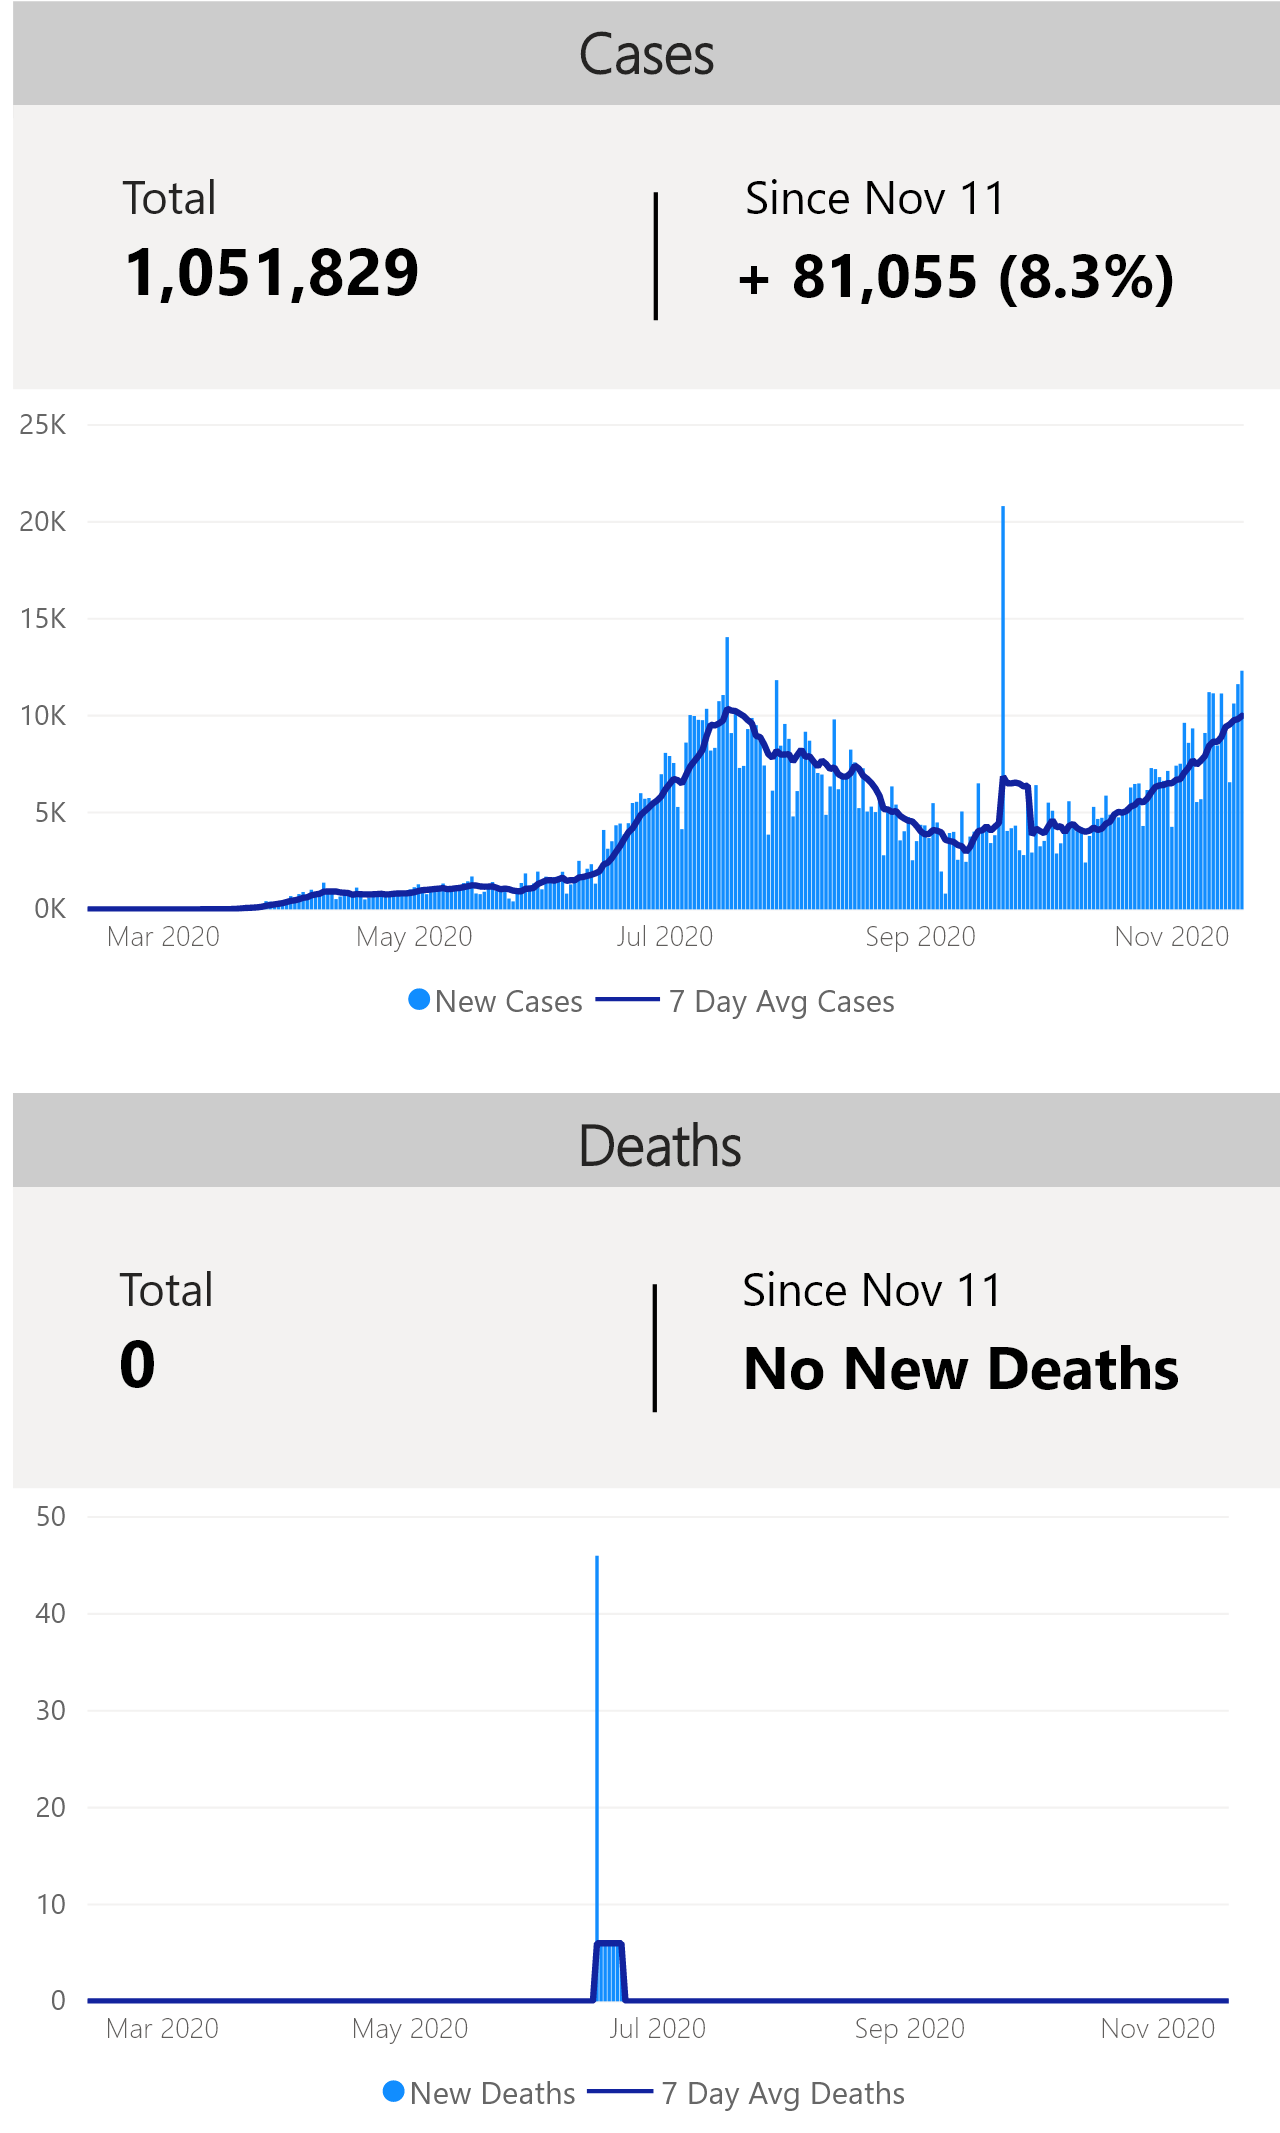 Cases
Total
Since Nov 11
1,051,829
+ 81,055 (8.3%)
25K
20K
15K
10K
5K
0K
Mar 2020
May 2020
Jul 2020
Sep 2020
Nov 2020
New Cases
7 Day Avg Cases
Deaths
Total
Since Nov 11
0
No New Deaths
50
40
30
20
10
0
Mar 2020
May 2020
Jul 2020
Sep 2020
Nov 2020
New Deaths
7 Day Avg Deaths